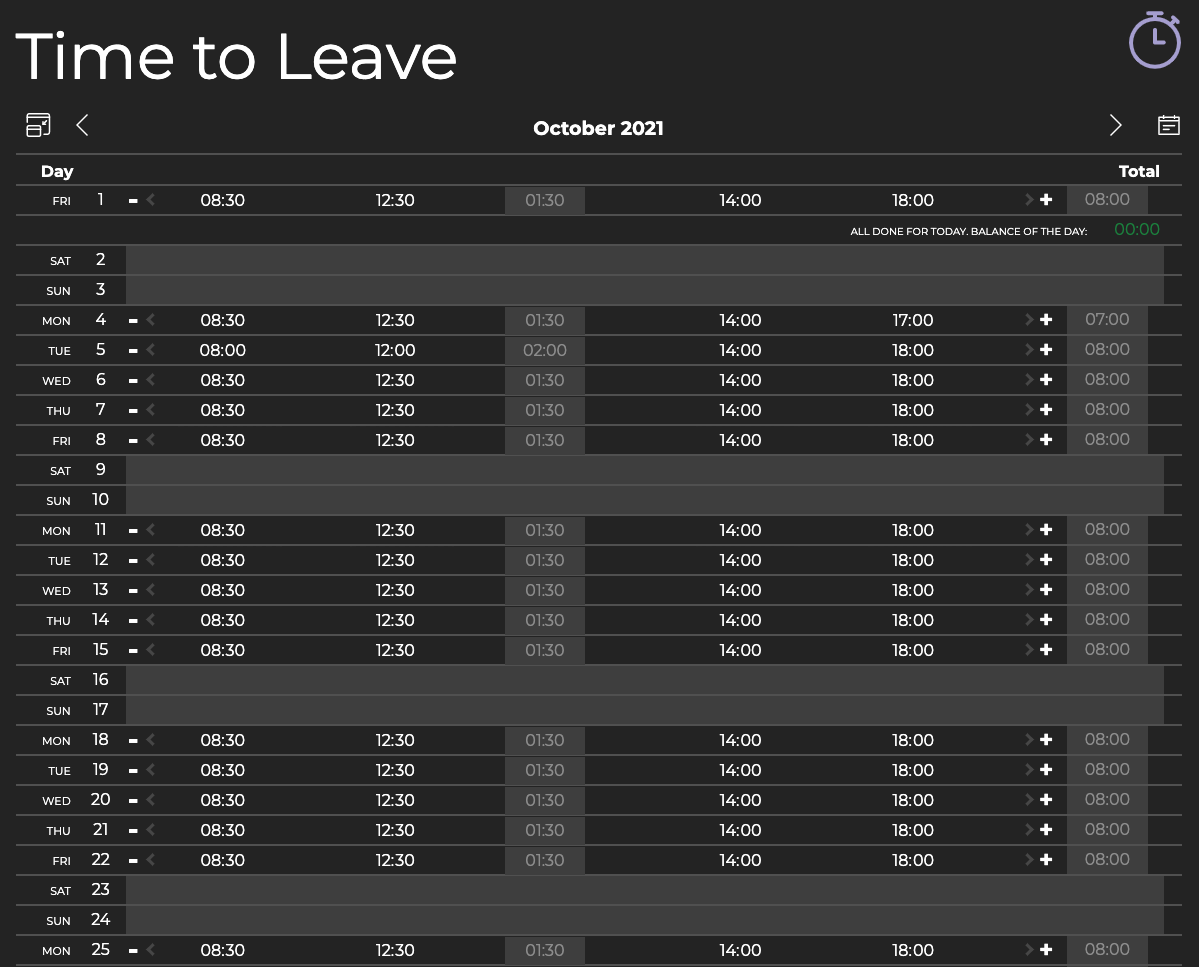 Time to Leave
October 2021
Day Total
FRI 1 - < 08:30 12:30 01:30 14:00 18:00 > + 08:00
ALL DONE FOR TODAY. BALANCE OF THE DAY: 00:00
SAT 2
SUN 3
MON 4 - < 08:30 12:30 01:30 14:00 17:00 > + 07:00
TUE 5 - < 08:00 12:00 02:00 14:00 18:00 > + 08:00
WED 6 - < 08:30 12:30 01:30 14:00 18:00 > + 08:00
THU 7 - < 08:30 12:30 01:30 14:00 18:00 > + 08:00
FRI 8 - < 08:30 12:30 01:30 14:00 18:00 > + 08:00
SAT 9
SUN 10
MON 11 - < 08:30 12:30 01:30 14:00 18:00 > + 08:00
TUE 12 - < 08:30 12:30 01:30 14:00 18:00 > + 08:00
WED 13 - < 08:30 12:30 01:30 14:00 18:00 > + 08:00
THU 14 - < 08:30 12:30 01:30 14:00 18:00 > + 08:00
FRI 15 - < 08:30 12:30 01:30 14:00 18:00 > + 08:00
SAT 16
SUN 17
MON 18 - < 08:30 12:30 01:30 14:00 18:00 > + 08:00
TUE 19 - < 08:30 12:30 01:30 14:00 18:00 > + 08:00
WED 20 - < 08:30 12:30 01:30 14:00 18:00 > + 08:00
THU 21 - < 08:30 12:30 01:30 14:00 18:00 > + 08:00
FRI 22 - < 08:30 12:30 01:30 14:00 18:00 > + 08:00
SAT 23
SUN 24
MON 25 - < 08:30 12:30 01:30 14:00 18:00 > + 08:00